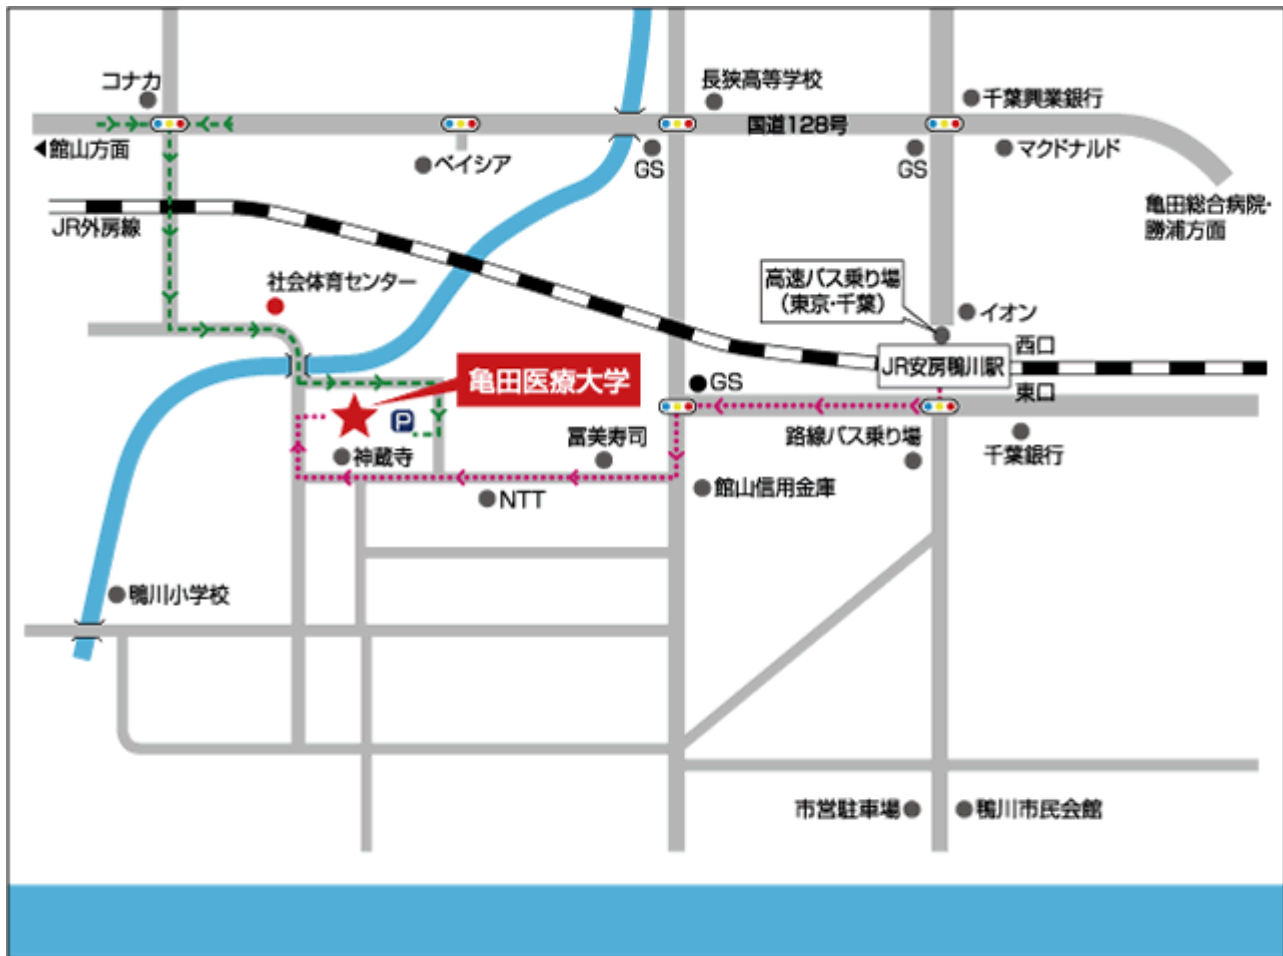 コナカ
長狭高等学校
千葉興業銀行
国道128号
◀館山方面
ベイシア
GS
GS
マクドナルド
亀田総合病院・
勝浦方面
JR外房線
社会体育センター
高速バス乗り場
(東京・千葉)
イオン
西口
JR安房鴨川駅
亀田医療大学
GS
東口
P
冨美寿司
路線バス乗り場
千葉銀行
神蔵寺
NTT
館山信用金庫
鴨川小学校
市営駐車場
鴨川市民会館